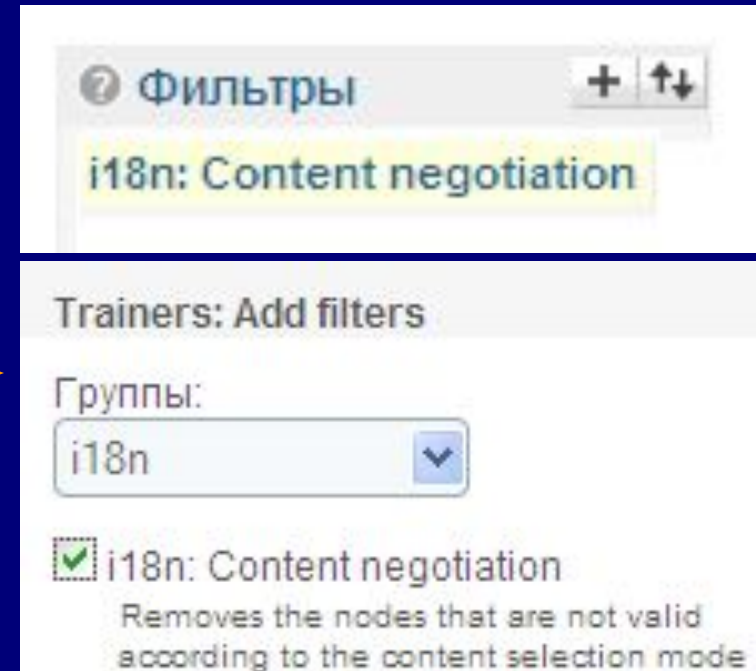 Фильтры
i18n: Content negotiation
Trainers: Add filters
Группы:
i18n
i18n: Content negotiation
Removes the nodes that are not valid
according to the content selection mode